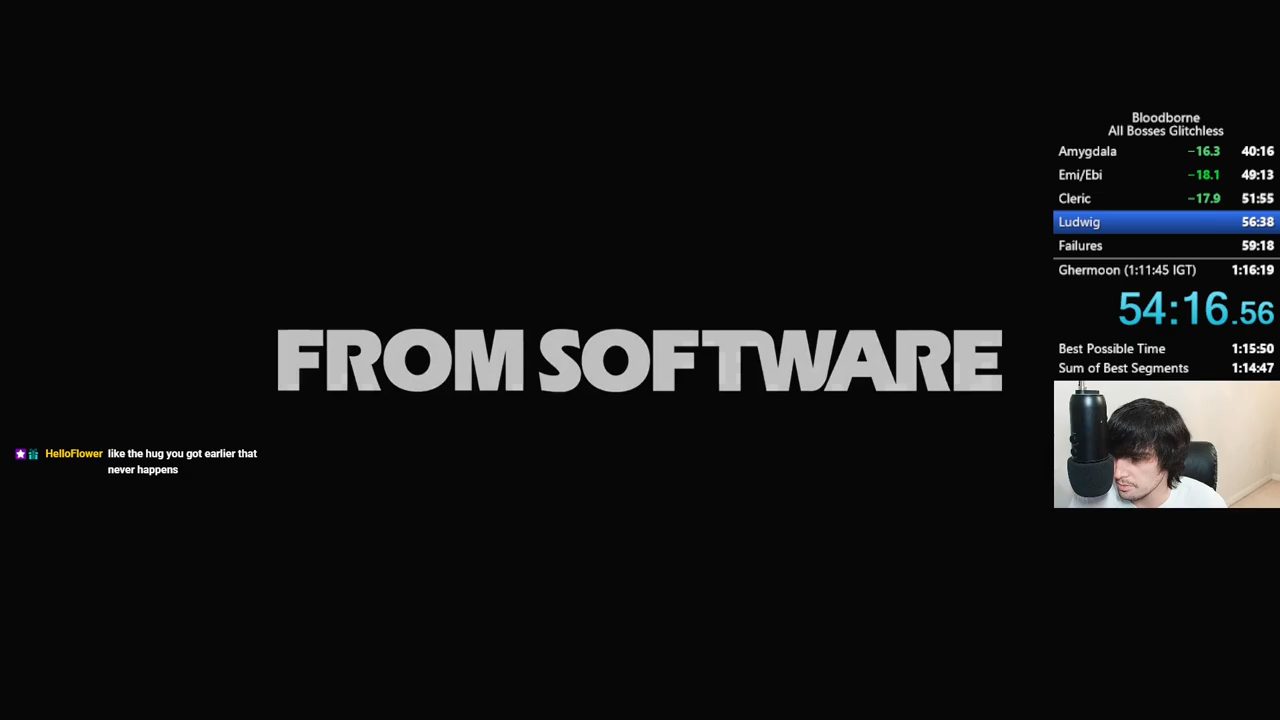 FROM SOFTWARE
HelloFlower like the hug you got earlier that
never happens
Bloodborne
All Bosses Glitchless
Amygdala -16.3 40:16
Emi/Ebi -18.1 49:13
Cleric -17.9 51:55
Ludwig 56:38
Failures 59:18
Ghermoon (1:11:45 IGT) 1:16:19
54:16.56
Best Possible Time 1:15:50
Sum of Best Segments 1:14:47